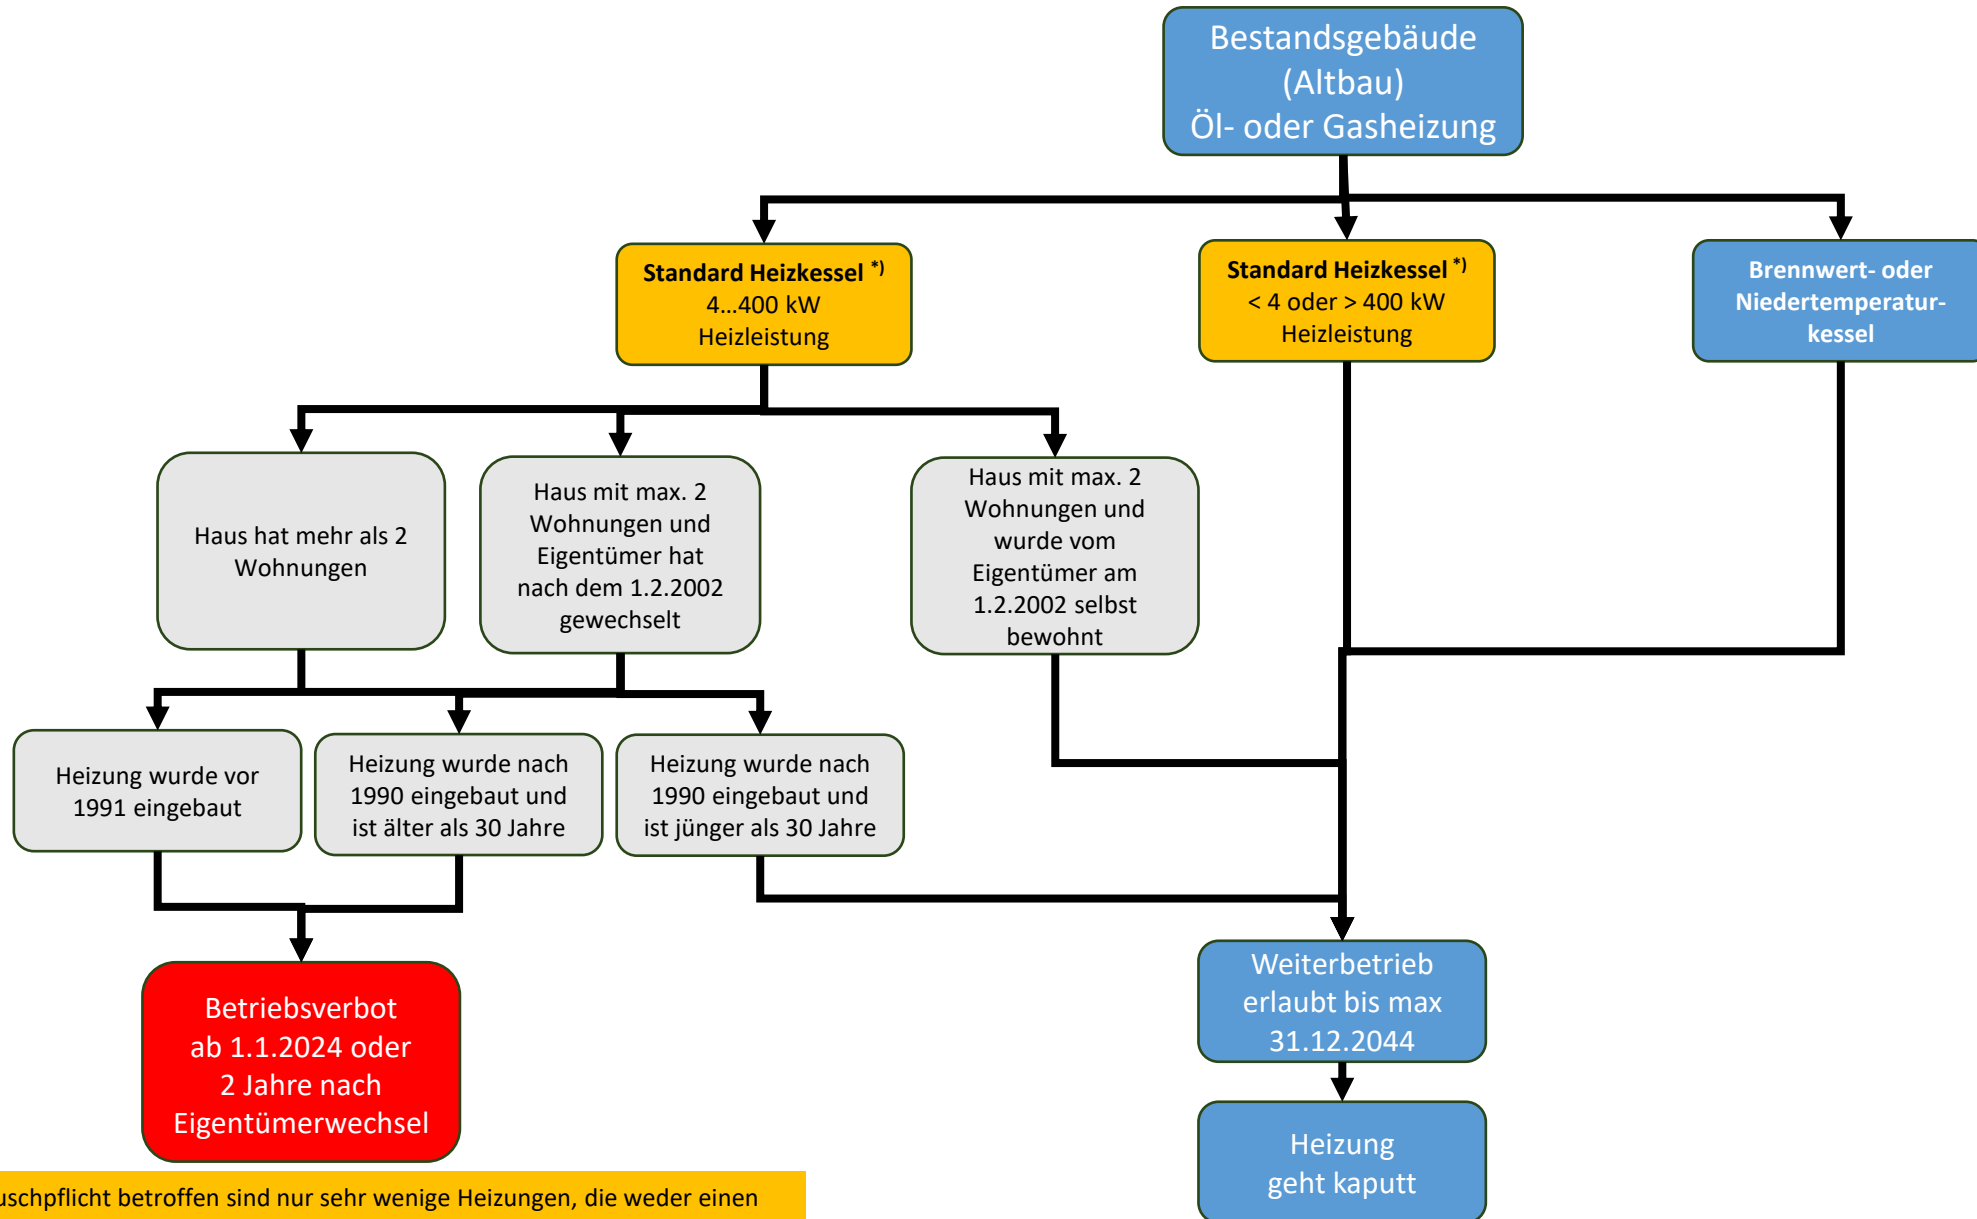 Bestandsgebäude
(Altbau)
Öl- oder Gasheizung
Standard Heizkessel *)
4...400 kW
Heizleistung
Standard Heizkessel *)
< 4 oder > 400 kW
Heizleistung
Brennwert- oder
Niedertemperatur-
kessel
Haus hat mehr als 2
Wohnungen
Haus mit max. 2
Wohnungen und
Eigentümer hat
nach dem 1.2.2002
gewechselt
Haus mit max. 2
Wohnungen und
wurde vom
Eigentümer am
1.2.2002 selbst
bewohnt
Heizung wurde vor
1991 eingebaut
Heizung wurde nach
1990 eingebaut und
ist älter als 30 Jahre
Heizung wurde nach
1990 eingebaut und
ist jünger als 30 Jahre
Betriebsverbot
ab 1.1.2024 oder
2 Jahre nach
Eigentümerwechsel
Weiterbetrieb
erlaubt bis max
31.12.2044
Heizung
geht kaputt
uschpflicht betroffen sind nur sehr wenige Heizungen, die weder einen